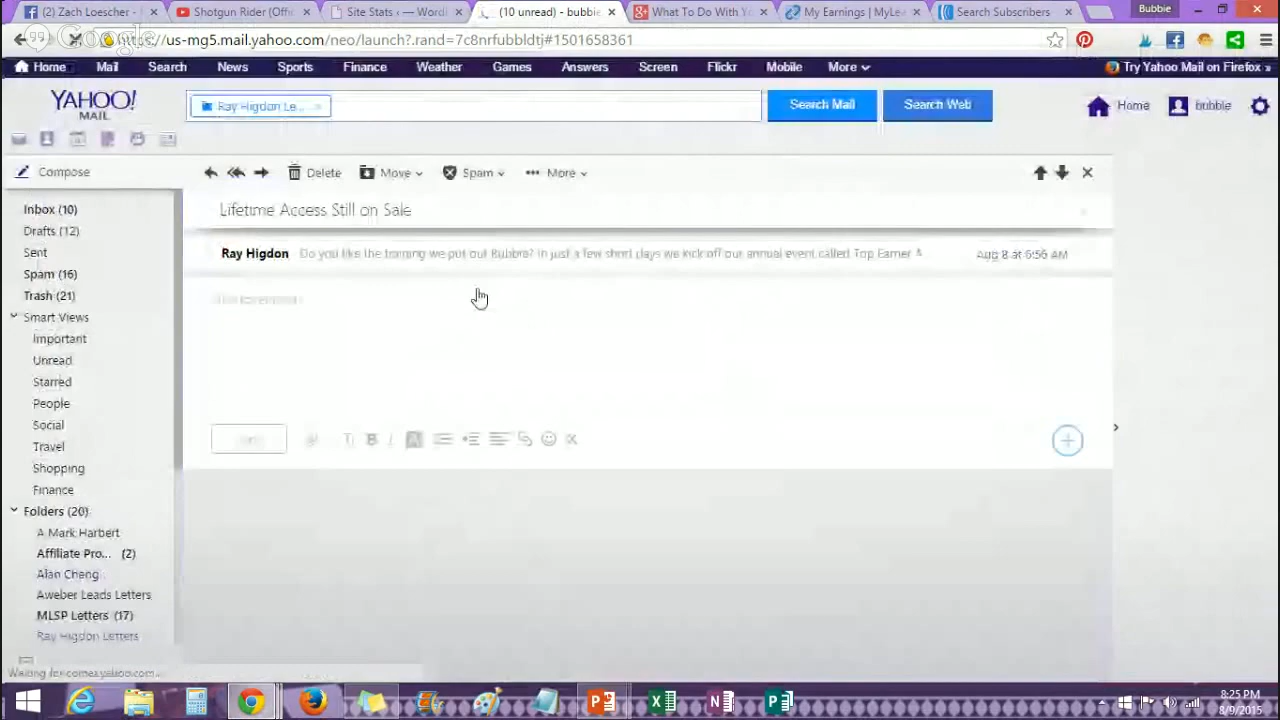 (2) Zach Loescher -
Shotgun Rider (Offi
Site Stats ‹ — Wordl
(10 unread) - bubbie
What To Do With Y
My Earnings | MyLe
Search Subscribers
Bubbie
Google
https://us-mg5.mail.yahoo.com/neo/launch?.rand=7c8nrfubbldtj#1501658361
Home Mail Search News Sports Finance Weather Games Answers Screen Flickr Mobile More Try Yahoo Mail on Firefox »
YAHOO!
MAIL
Ray Higdon Le...
Search Mail
Search Web
Home
bubbie
Compose
Delete Move Spam More
Lifetime Access Still on Sale
Ray Higdon Do you like the training we put out Bubbie? In just a few short days we kick off our annual event called Top Earner Aug 8 at 6:56 AM
Inbox (10)
Drafts (12)
Sent
Spam (16)
Trash (21)
Smart Views
Important
Unread
Starred
People
Social
Travel
Shopping
Finance
Folders (20)
A Mark Harbert
Affiliate Pro... (2)
Alan Cheng
Aweber Leads Letters
MLSP Letters (17)
Ray Higdon Letters
8:25 PM
8/9/2015